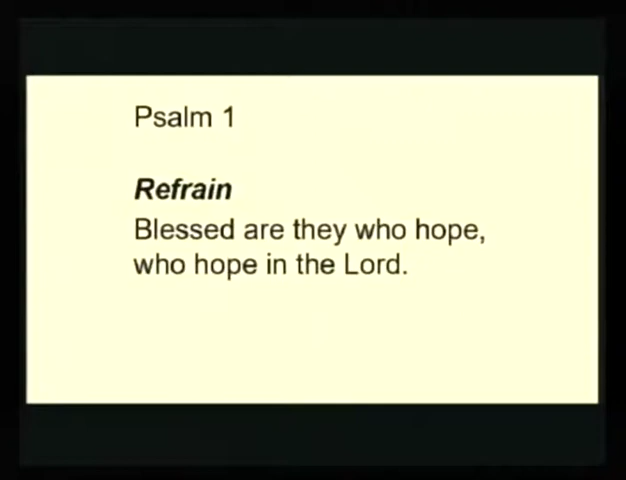 Psalm 1
Refrain
Blessed are they who hope,
who hope in the Lord.